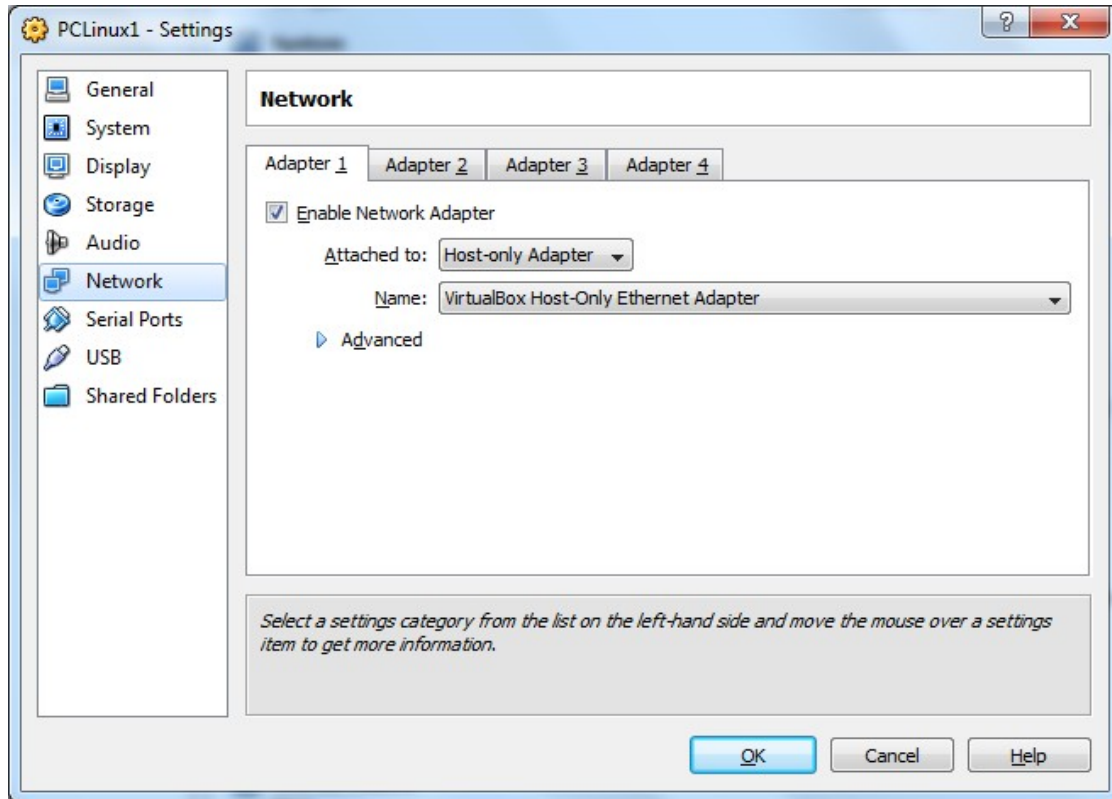 PCLinux1 - Settings
General
System
Display
Storage
Audio
Network
Serial Ports
USB
Shared Folders
Network
Adapter 1
Adapter 2
Adapter 3
Adapter 4
Enable Network Adapter
Attached to: Host-only Adapter
Name: VirtualBox Host-Only Ethernet Adapter
Advanced
Select a settings category from the list on the left-hand side and move the mouse over a settings
item to get more information.
OK
Cancel
Help